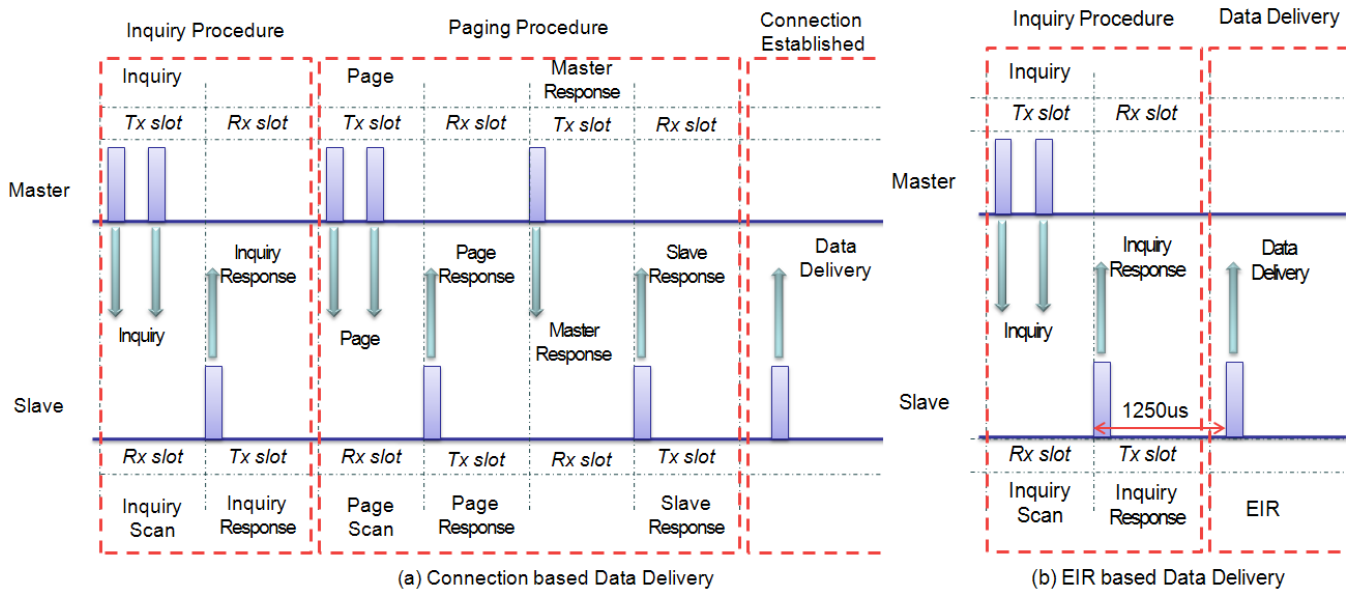 Inquiry Procedure
Paging Procedure
Connection
Established
Inquiry
Page
Master
Response
Tx slot
Rx slot
Tx slot
Rx slot
Tx slot
Rx slot
Master
Inquiry
Response
Page
Response
Slave
Response
Data
Delivery
Inquiry
Page
Master
Response
Slave
Rx slot
Tx slot
Rx slot
Tx slot
Rx slot
Tx slot
Inquiry
Scan
Inquiry
Response
Page
Scan
Page
Response
Slave
Response
(a) Connection based Data Delivery
Inquiry Procedure
Data Delivery
Inquiry
Tx slot
Rx slot
Master
Inquiry
Response
Data
Delivery
Inquiry
Slave
1250us
Rx slot
Tx slot
Inquiry
Scan
Inquiry
Response
EIR
(b) EIR based Data Delivery